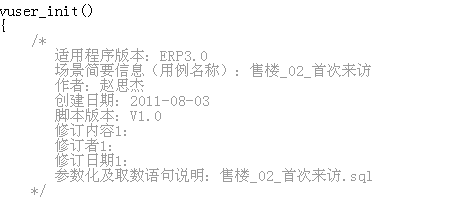 vuser_init()
{
/*
适用程序版本: ERP3.0
场景简要信息（用例名称）: 售楼_02_首次来访
作者: 赵思杰
创建日期: 2011-08-03
脚本版本: V1.0
修订内容1:
修订者1:
修订日期1:
参数化及取数语句说明: 售楼_02_首次来访.sql
*/